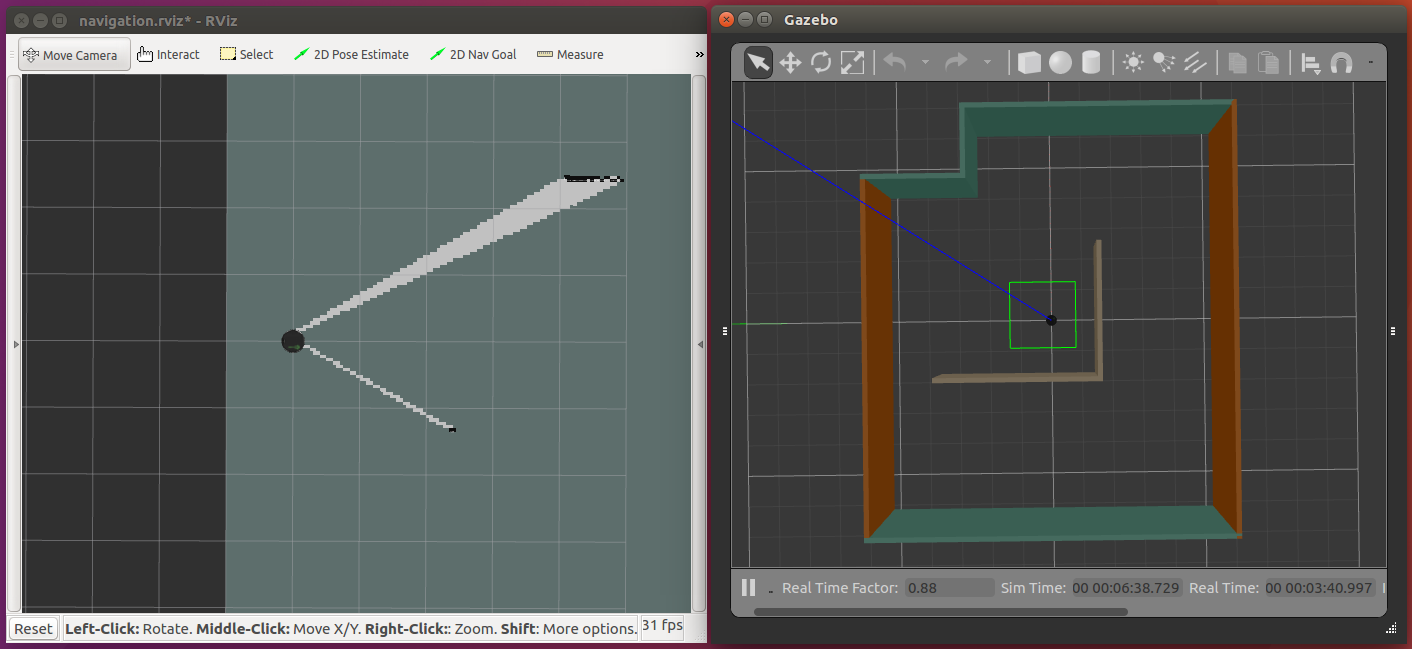 navigation.rviz* - RViz
Move Camera Interact Select 2D Pose Estimate 2D Nav Goal Measure »
Reset Left-Click: Rotate. Middle-Click: Move X/Y. Right-Click:: Zoom. Shift: More options. 31 fps
Gazebo
Real Time Factor: 0.88 Sim Time: 00 00:06:38.729 Real Time: 00 00:03:40.997